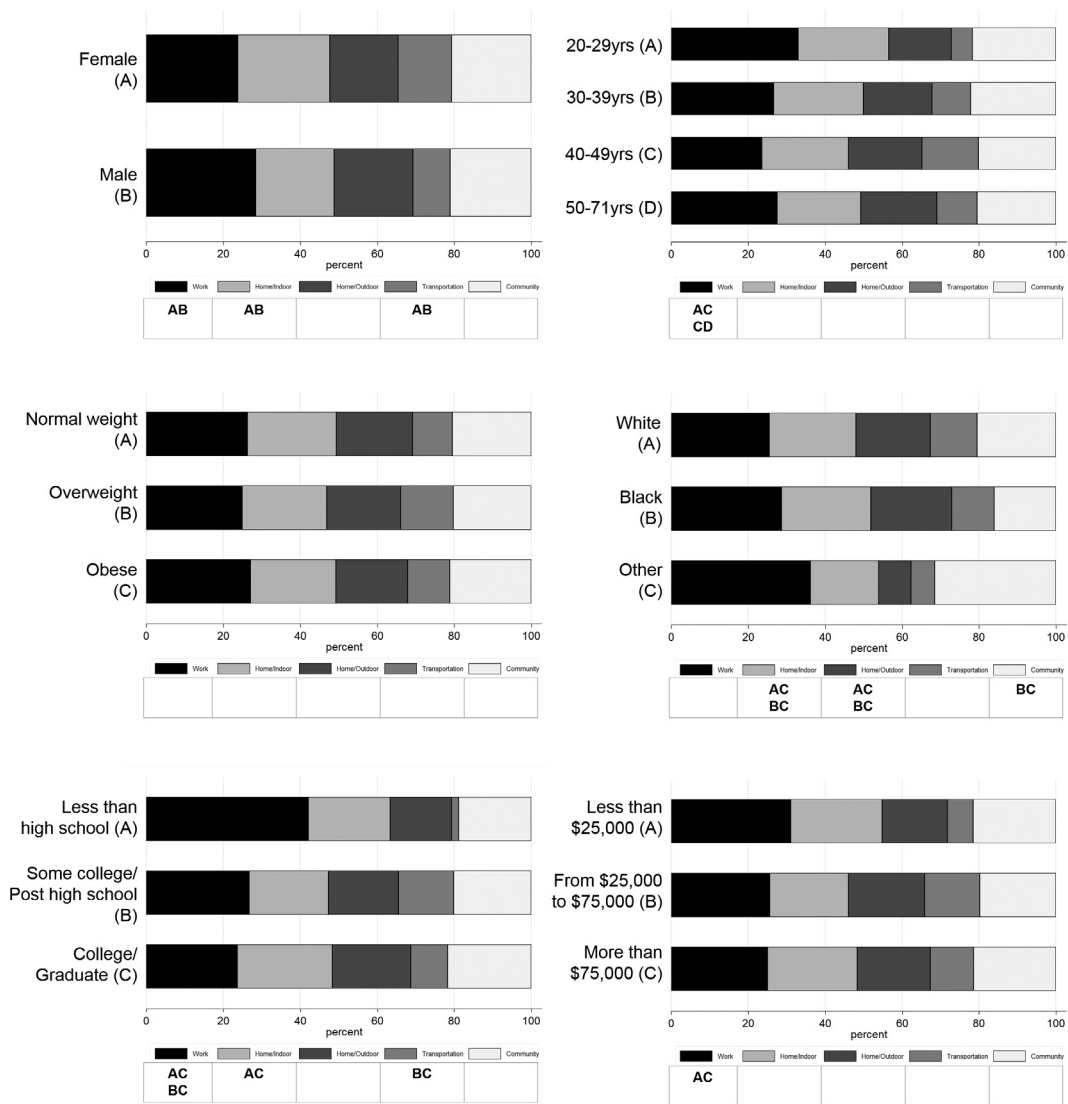 Female
(A)
Male
(B)
0 20 40 60 80 100
percent
Work Home/Indoor Home/Outdoor Transportation Community
AB AB AB
20-29yrs (A)
30-39yrs (B)
40-49yrs (C)
50-71yrs (D)
0 20 40 60 80 100
percent
Work Home/Indoor Home/Outdoor Transportation Community
AC
CD
Normal weight
(A)
Overweight
(B)
Obese
(C)
0 20 40 60 80 100
percent
Work Home/Indoor Home/Outdoor Transportation Community
White
(A)
Black
(B)
Other
(C)
0 20 40 60 80 100
percent
Work Home/Indoor Home/Outdoor Transportation Community
AC AC BC
BC BC
Less than
high school (A)
Some college/
Post high school
(B)
College/
Graduate (C)
0 20 40 60 80 100
percent
Work Home/Indoor Home/Outdoor Transportation Community
AC AC BC
BC
Less than
$25,000 (A)
From $25,000
to $75,000 (B)
More than
$75,000 (C)
0 20 40 60 80 100
percent
Work Home/Indoor Home/Outdoor Transportation Community
AC